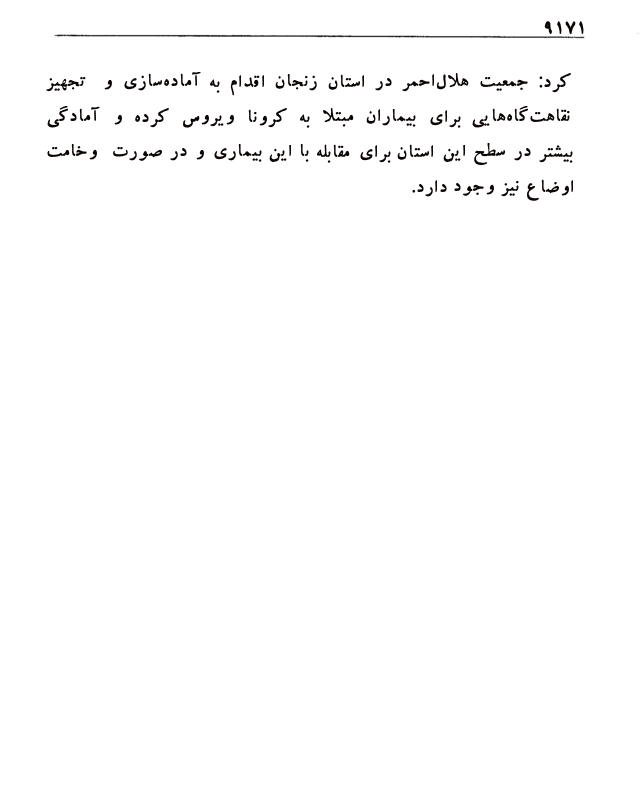 ۹۱۷۱
کرد: جمعیت هلال‌احمر در استان زنجان اقدام به آماده‌سازی و تجهیز
نقاهت‌گاه‌هایی برای بیماران مبتلا به کرونا ویروس کرده و آمادگی
بیشتر در سطح این استان برای مقابله با این بیماری و در صورت وخامت
اوضاع نیز وجود دارد.